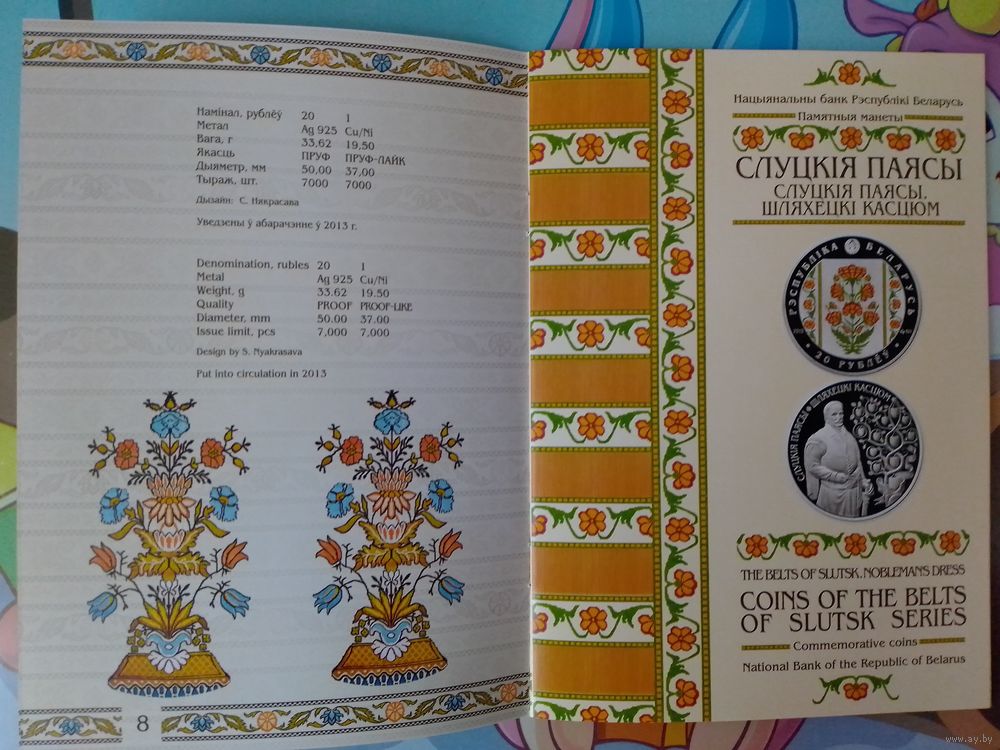 Намінал, рублёў 20 1
Метал Ag 925 Cu/Ni
Вага, г 33,62 19,50
Якасць ПРУФ ПРУФ-ЛАЙК
Дыяметр, мм 50,00 37,00
Тыраж, шт. 7000 7000
Дызайн: С. Някрасава
Уведзены ў абарачэнне ў 2013 г.
Denomination, rubles 20 1
Metal Ag 925 Cu/Ni
Weight, g 33.62 19.50
Quality PROOF PROOF-LIKE
Diameter, mm 50.00 37.00
Issue limit, pcs 7,000 7,000
Design by S. Nyakrasava
Put into circulation in 2013
8
Нацыянальны банк Рэспублікі Беларусь
Памятныя манеты
СЛУЦКІЯ ПАЯСЫ
СЛУЦКІЯ ПАЯСЫ.
ШЛЯХЕЦКІ КАСЦЮМ
РЭСПУБЛІКА БЕЛАРУСЬ
20 РУБЛЁЎ
СЛУЦКІЯ ПАЯСЫ • ШЛЯХЕЦКІ КАСЦЮМ
THE BELTS OF SLUTSK. NOBLEMAN'S DRESS
COINS OF THE BELTS
OF SLUTSK SERIES
Commemorative coins
National Bank of the Republic of Belarus
www.ay.by